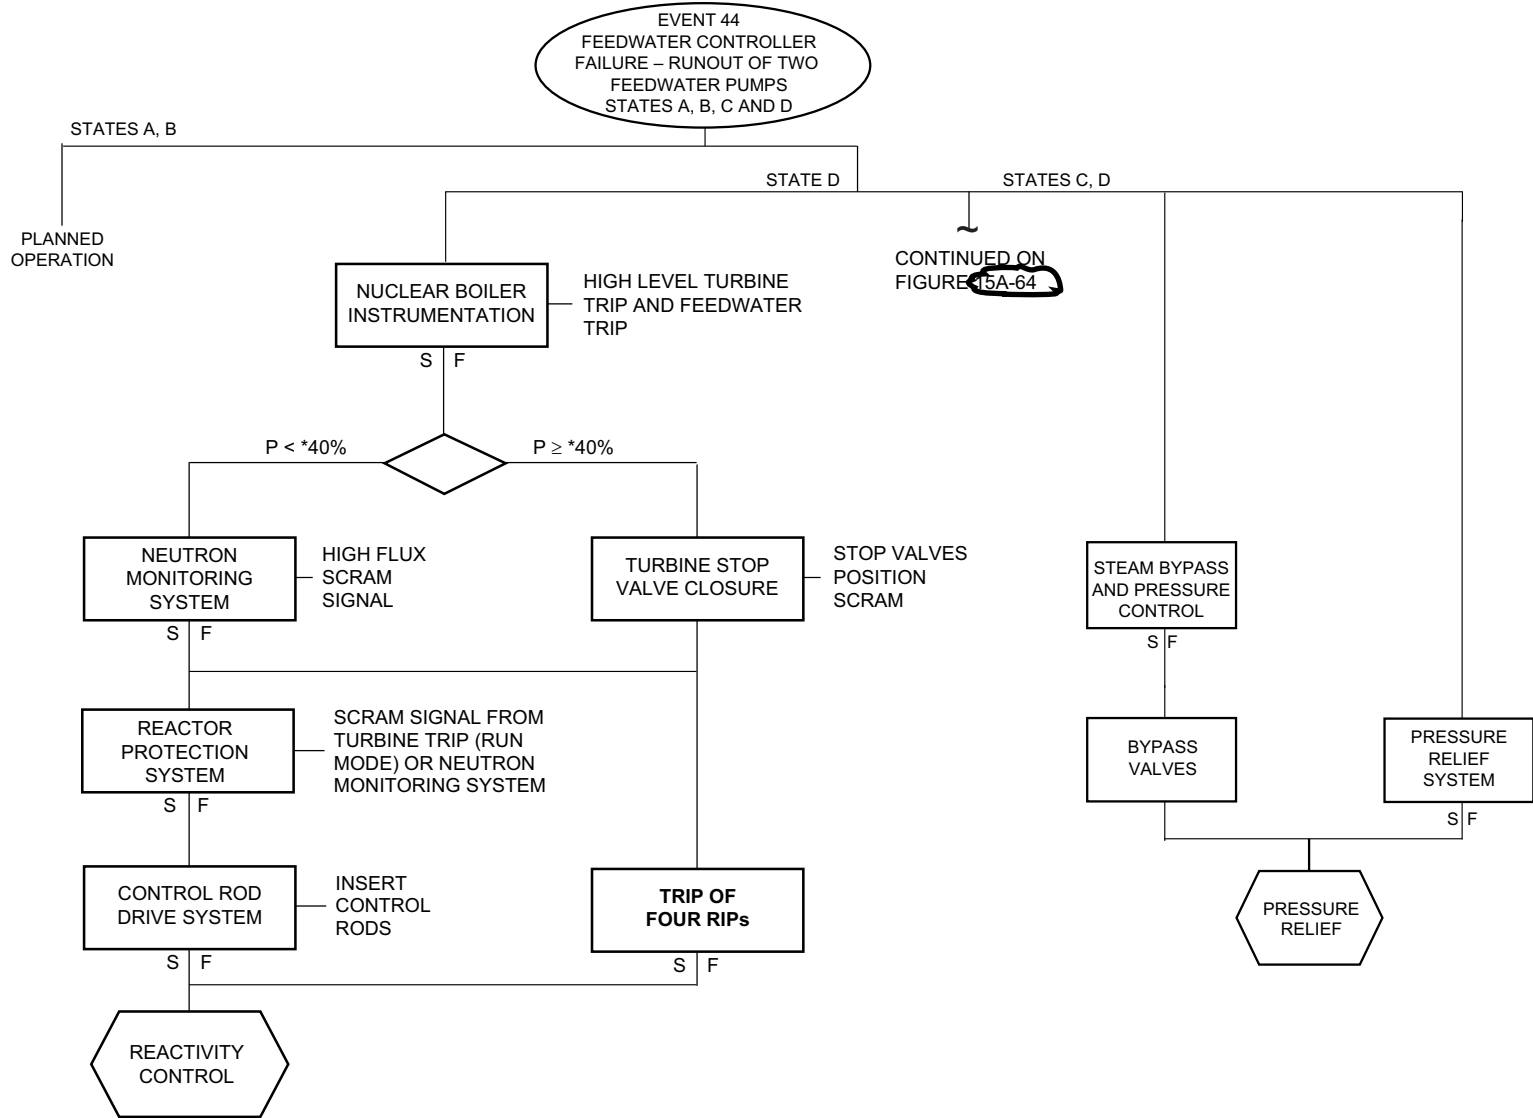 EVENT 44
FEEDWATER CONTROLLER
FAILURE – RUNOUT OF TWO
FEEDWATER PUMPS
STATES A, B, C AND D
STATES A, B
STATE D
STATES C, D
PLANNED
OPERATION
~
CONTINUED ON
FIGURE 15A-64
NUCLEAR BOILER
INSTRUMENTATION
HIGH LEVEL TURBINE
TRIP AND FEEDWATER
TRIP
S F
P < *40%
P ≥ *40%
NEUTRON
MONITORING
SYSTEM
HIGH FLUX
SCRAM
SIGNAL
S F
TURBINE STOP
VALVE CLOSURE
STOP VALVES
POSITION
SCRAM
STEAM BYPASS
AND PRESSURE
CONTROL
S F
REACTOR
PROTECTION
SYSTEM
SCRAM SIGNAL FROM
TURBINE TRIP (RUN
MODE) OR NEUTRON
MONITORING SYSTEM
S F
BYPASS
VALVES
PRESSURE
RELIEF
SYSTEM
S F
CONTROL ROD
DRIVE SYSTEM
INSERT
CONTROL
RODS
S F
TRIP OF
FOUR RIPs
S F
PRESSURE
RELIEF
REACTIVITY
CONTROL